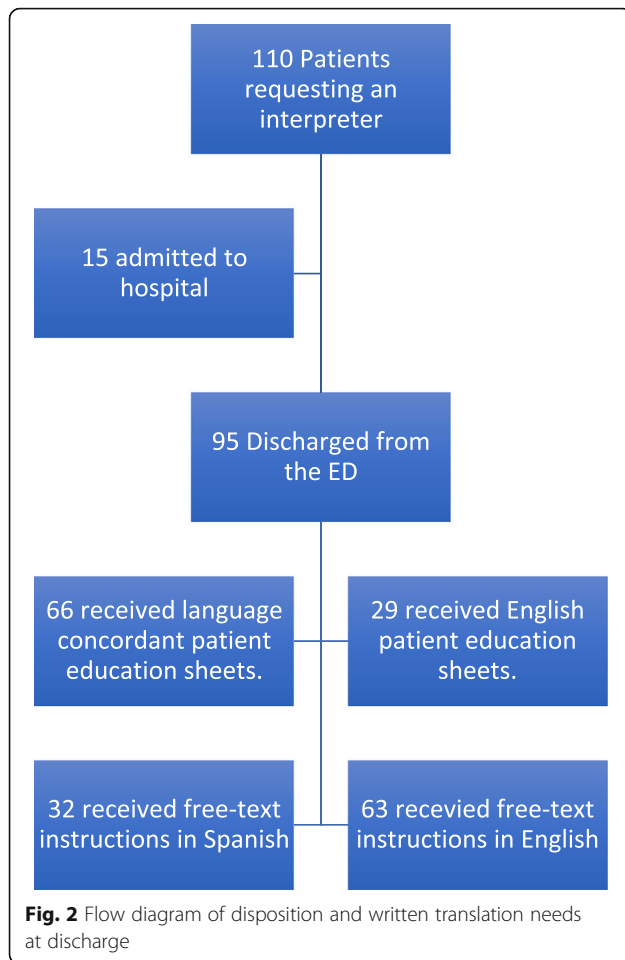 110 Patients
requesting an
interpreter
15 admitted to
hospital
95 Discharged from
the ED
66 received language
concordant patient
education sheets.
29 received English
patient education
sheets.
32 received free-text
instructions in Spanish
63 recevied free-text
instructions in English
Fig. 2 Flow diagram of disposition and written translation needs
at discharge